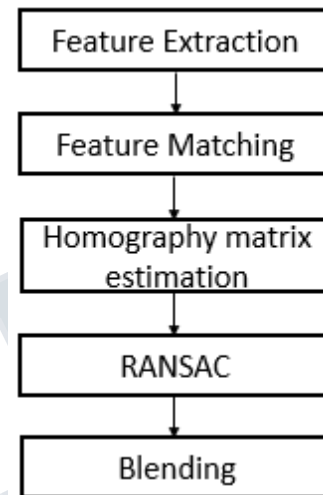 Feature Extraction
Feature Matching
Homography matrix
estimation
RANSAC
Blending